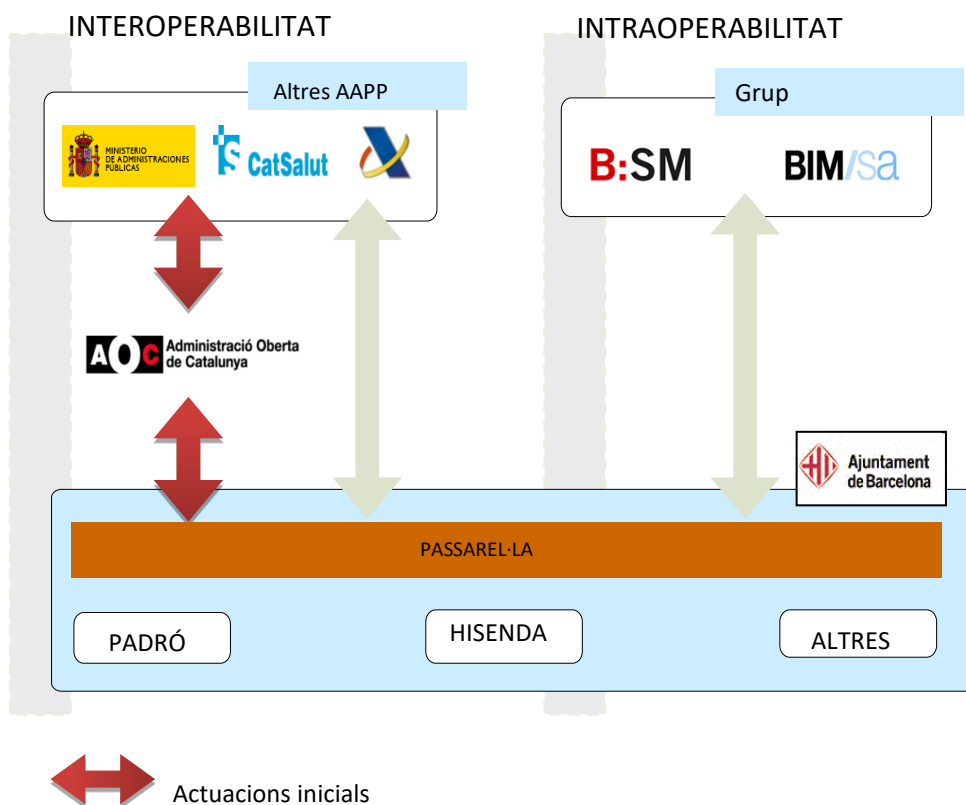 INTEROPERABILITAT
INTRAOPERABILITAT
Altres AAPP
Grup
MINISTERIO
DE ADMINISTRACIONES
PÚBLICAS
CatSalut
B:SM
BIM/sa
AOC
Administració Oberta
de Catalunya
Ajuntament
de Barcelona
PASSAREL·LA
PADRÓ
HISENDA
ALTRES
Actuacions inicials